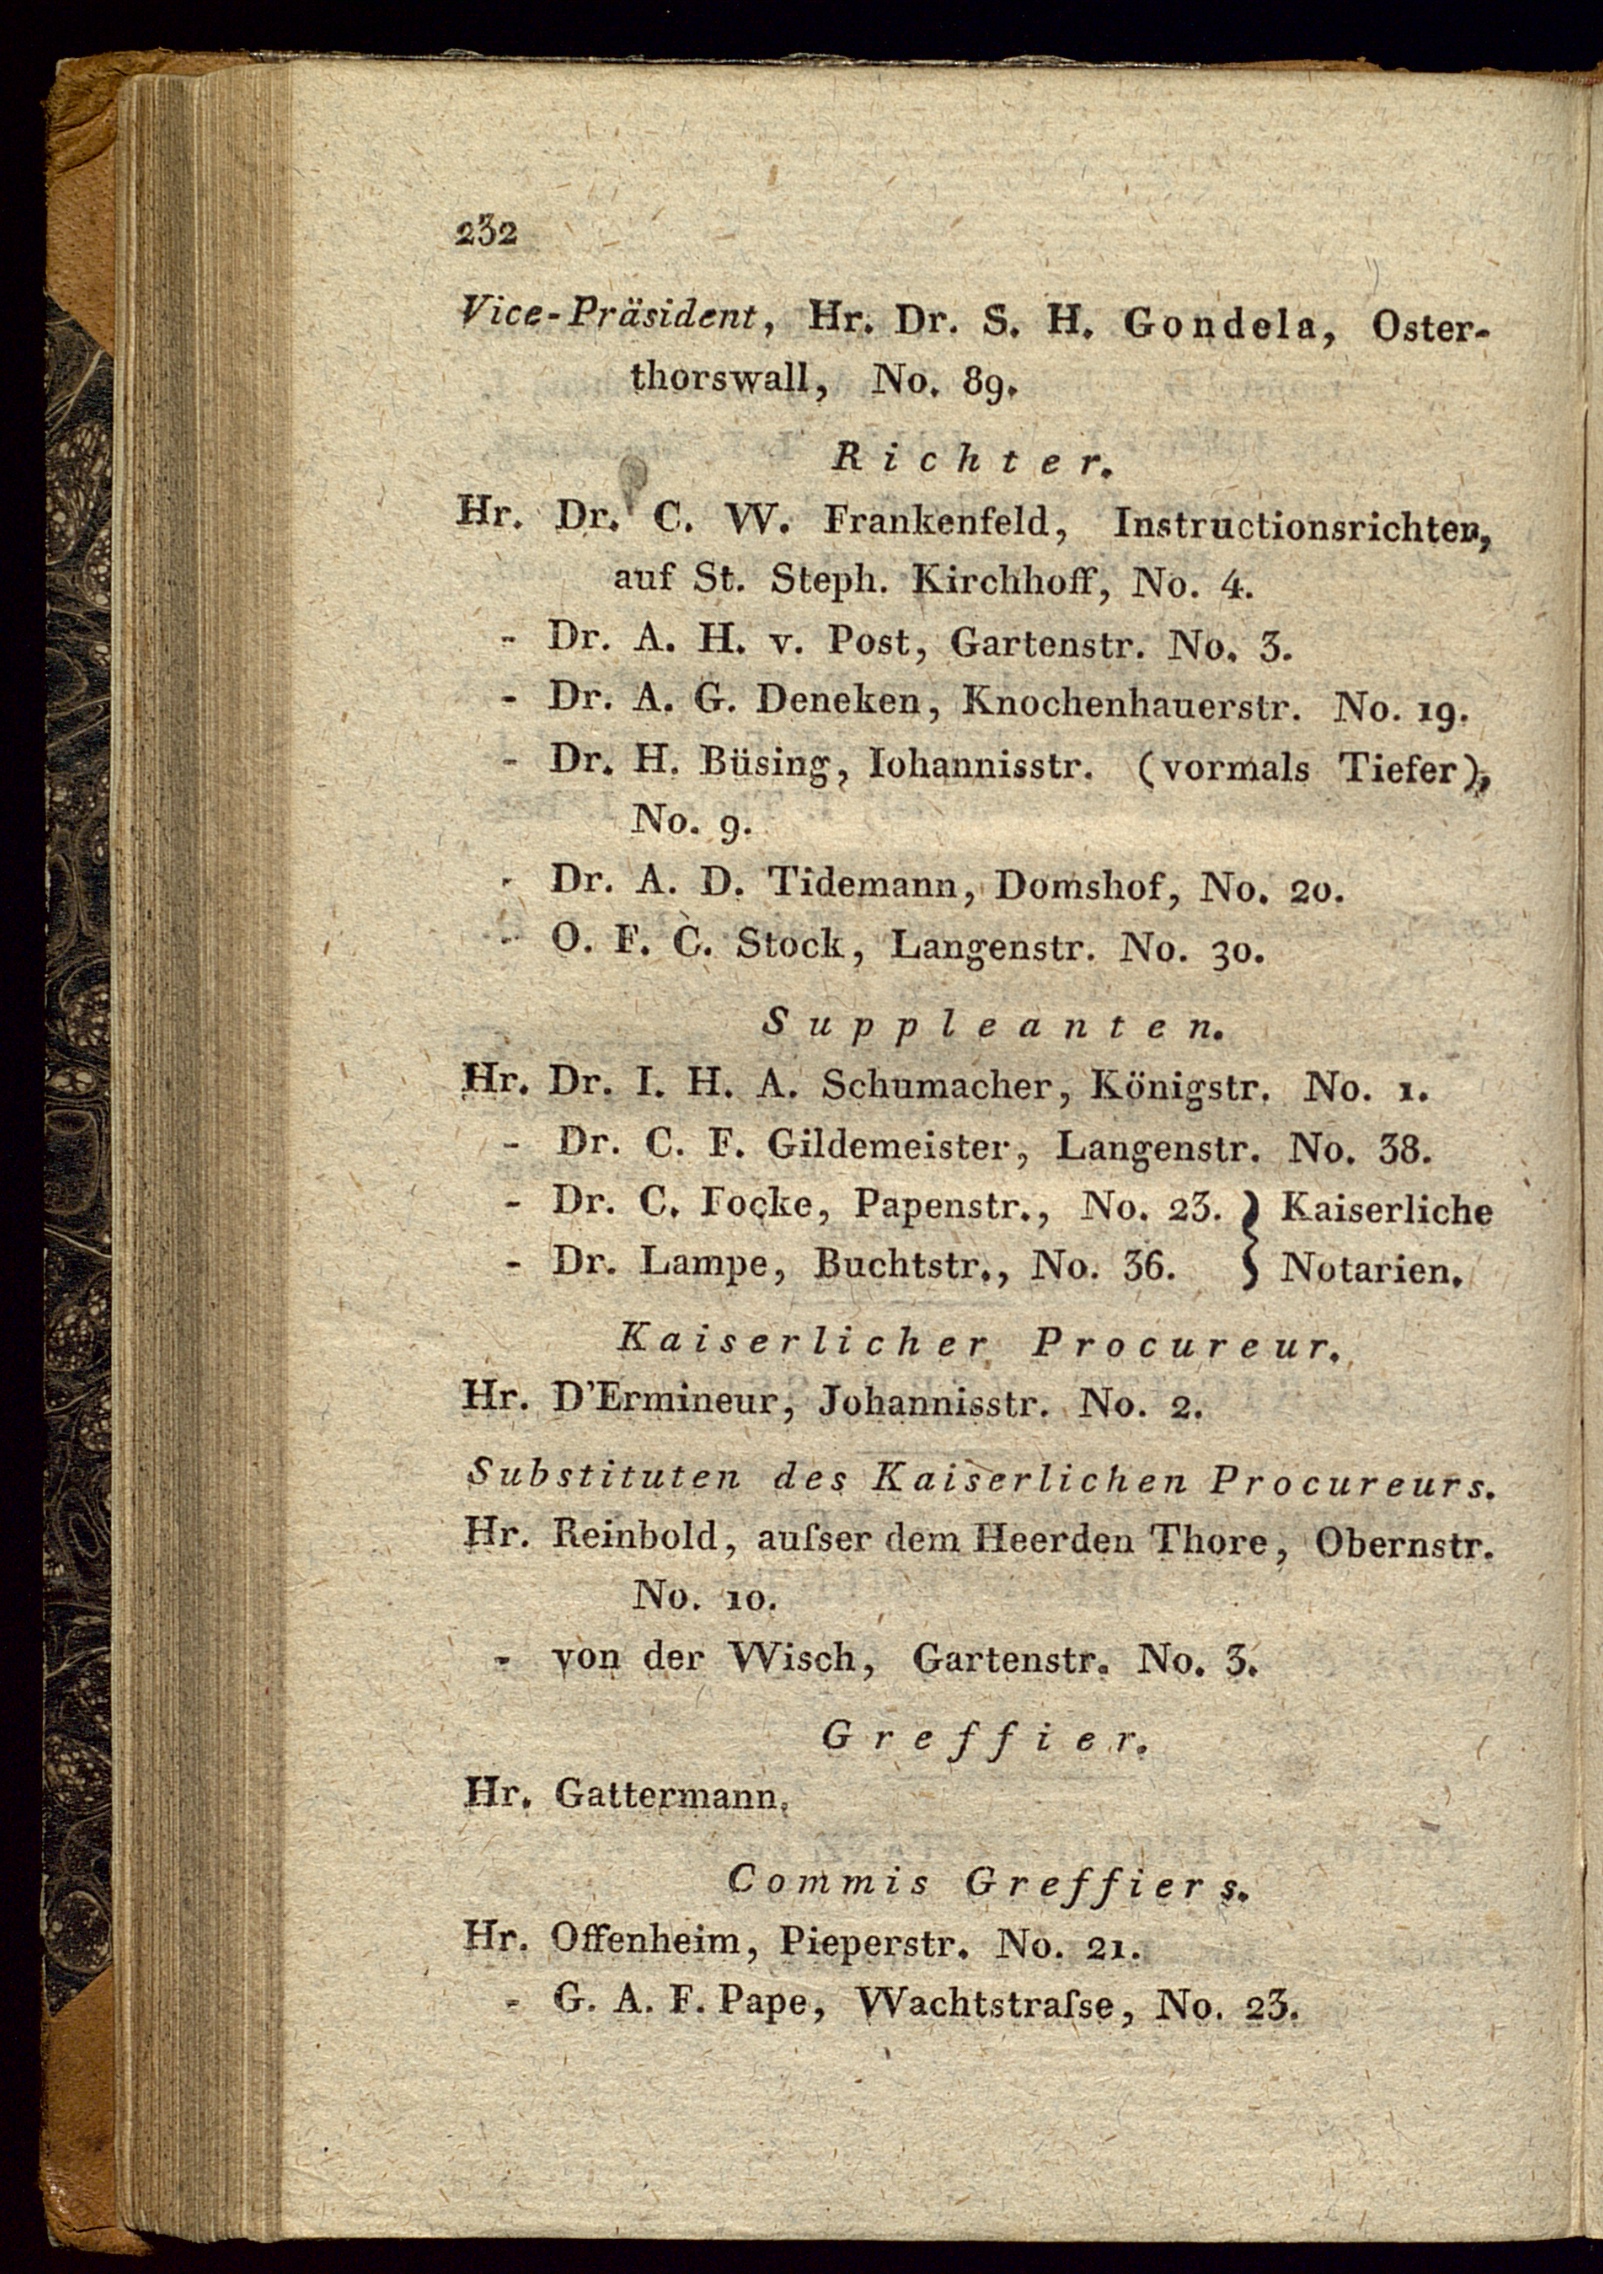 232
Vice-Präsident, Hr. Dr. S. H. Gondela, Oster-
thorswall, No. 89.
Richter.
Hr. Dr. C. W. Frankenfeld, Instructionsrichter,
auf St. Steph. Kirchhoff, No. 4.
- Dr. A. H. v. Post, Gartenstr. No. 3.
- Dr. A. G. Deneken, Knochenhauerstr. No. 19.
- Dr. H. Büsing, Iohannisstr. (vormals Tiefer),
No. 9.
- Dr. A. D. Tidemann, Domshof, No. 20.
- O. F. C. Stock, Langenstr. No. 30.
Suppleanten.
Hr. Dr. I. H. A. Schumacher, Königstr. No. 1.
- Dr. C. F. Gildemeister, Langenstr. No. 38.
- Dr. C. Focke, Papenstr., No. 23. } Kaiserliche
- Dr. Lampe, Buchtstr., No. 36. } Notarien.
Kaiserlicher Procureur.
Hr. D'Ermineur, Johannisstr. No. 2.
Substituten des Kaiserlichen Procureurs.
Hr. Reinbold, auſser dem Heerden Thore, Obernstr.
No. 10.
- von der Wisch, Gartenstr. No. 3.
Greffier.
Hr. Gattermann.
Commis Greffiers.
Hr. Offenheim, Pieperstr. No. 21.
- G. A. F. Pape, Wachtstraſse, No. 23.